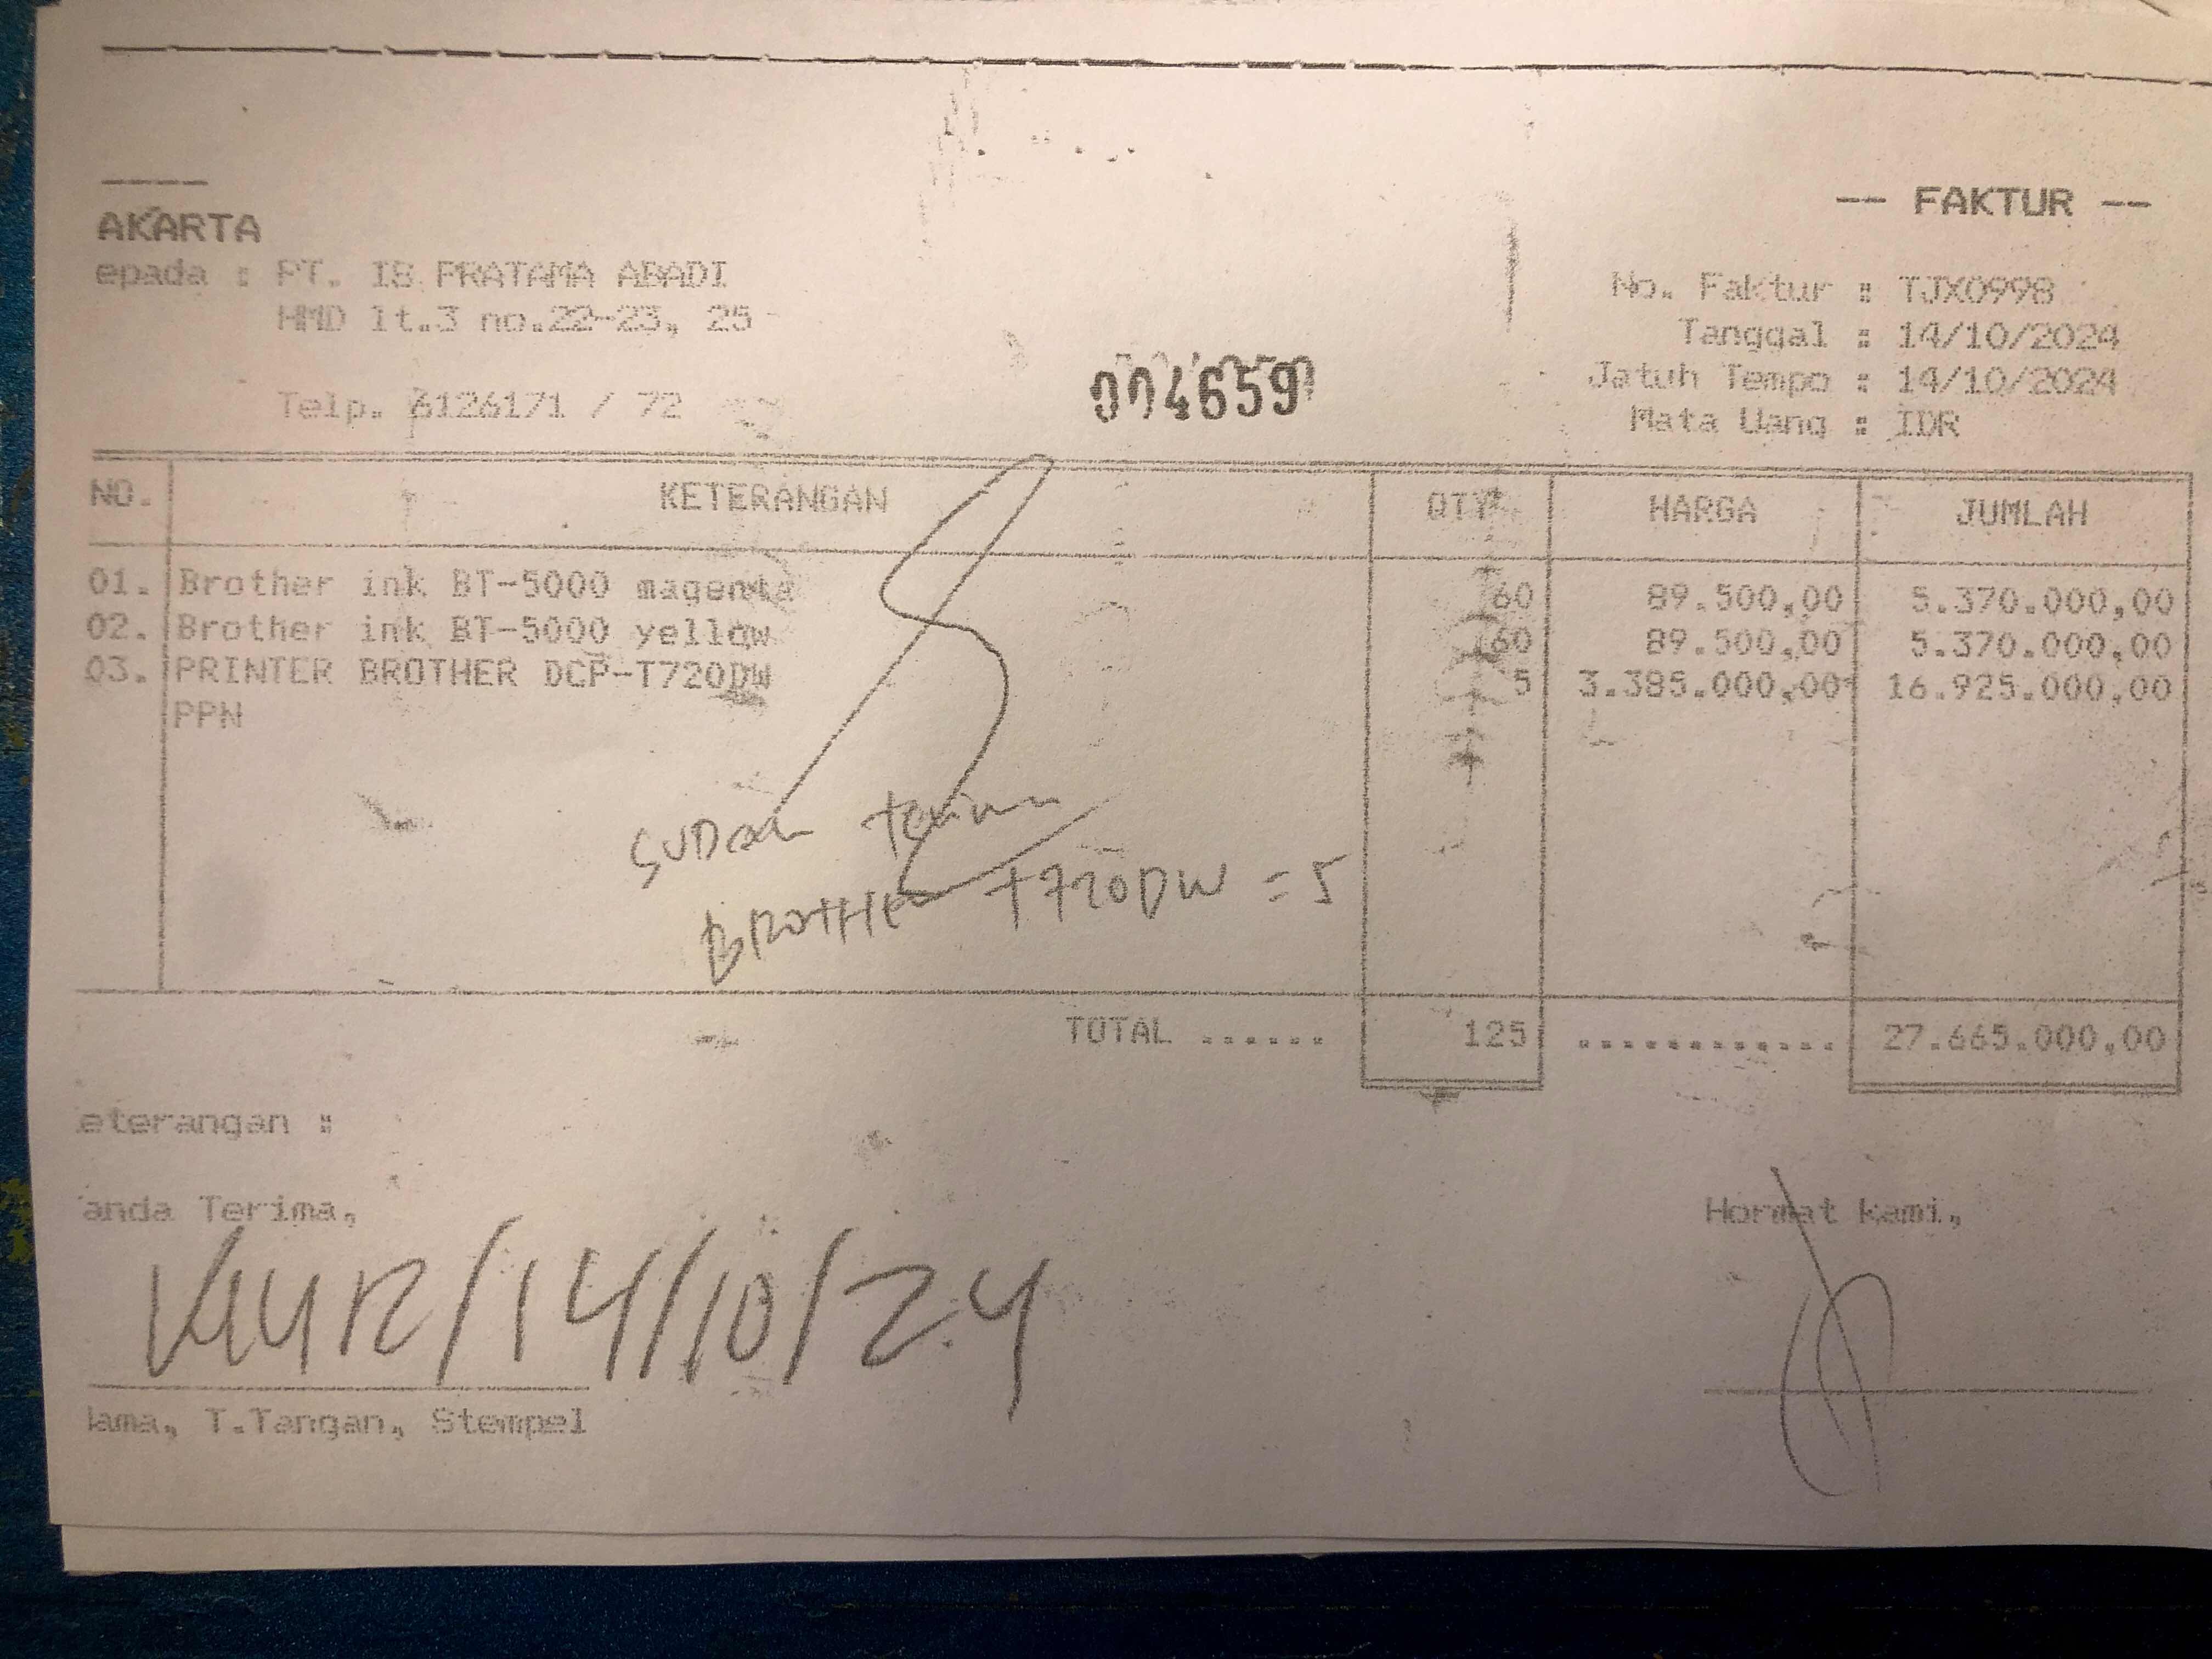 -- FAKTUR --
AKARTA
epada : PT. IS PRATAMA ABADI
HMD lt.3 no.22-23, 25
Telp. 6126171 / 72
004659
No. Faktur : TJX0998
Tanggal : 14/10/2024
Jatuh Tempo : 14/10/2024
Mata Uang : IDR
NO. KETERANGAN QTY HARGA JUMLAH
01. Brother ink BT-5000 magenta 60 89.500,00 5.370.000,00
02. Brother ink BT-5000 yellow 60 89.500,00 5.370.000,00
03. PRINTER BROTHER DCP-T720DW 5 3.385.000,00 16.925.000,00
PPN
SUDah terima
BROTHER T720DW = 5
TOTAL ...... 125 ............ 27.665.000,00
eterangan :
anda Terima,
Hormat kami,
/14/10/24
ama, T.Tangan, Stempel